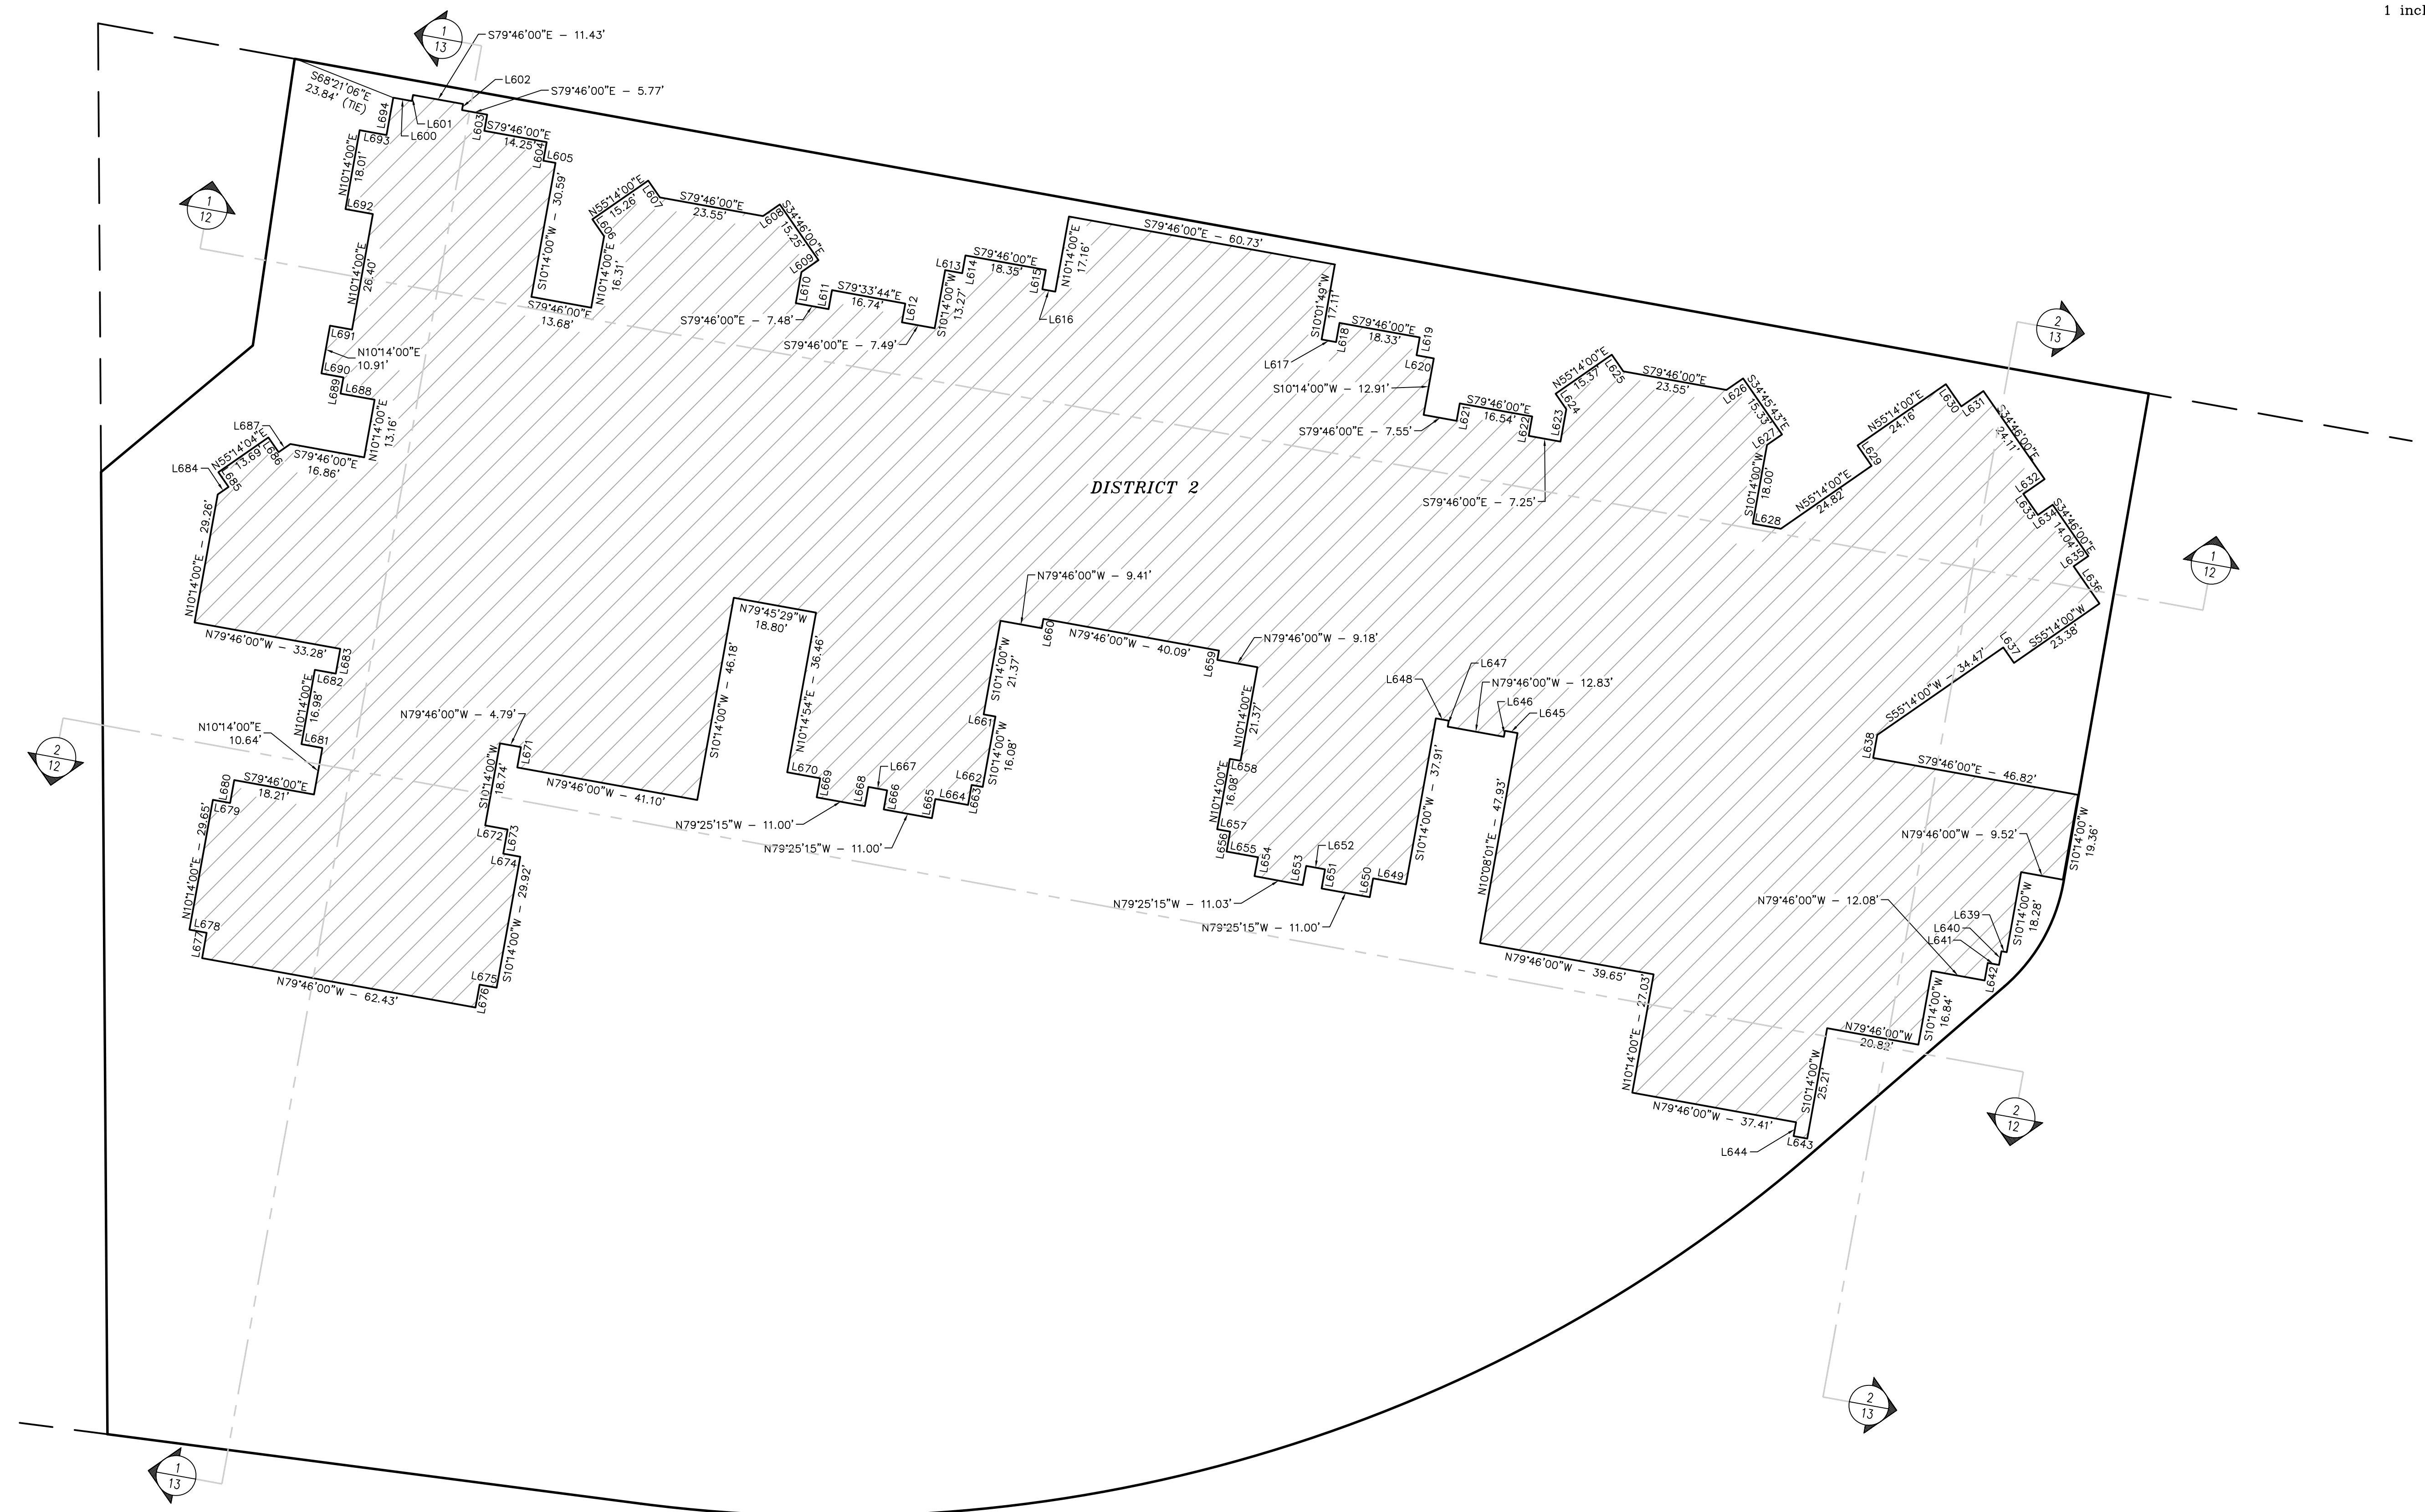 1 incl
1
13
S79°46'00"E – 11.43'
L602
S79°46'00"E – 5.77'
S68°21'06"E
23.84' (TIE)
L694
L601
L600
L693
L603
S79°46'00"E
14.25'
L604
L605
N10°14'00"E
18.01'
L692
1
12
S10°14'00"W – 30.59'
N55°14'00"E
15.26'
L606
L607
S79°46'00"E
23.55'
L608
S34°46'00"E
15.25'
L609
L610
N10°14'00"E
16.31'
S79°46'00"E
13.68'
N10°14'00"E
26.40'
L691
N10°14'00"E
10.91'
L690
L689
L688
N10°14'00"E
13.16'
L611
S79°33'44"E
16.74'
L612
S79°46'00"E – 7.48'
S79°46'00"E – 7.49'
L613
S10°14'00"W
13.27'
L614
S79°46'00"E
18.35'
L615
L616
N10°14'00"E
17.16'
S79°46'00"E – 60.73'
S10°01'49"W
17.11'
L617
L618
S79°46'00"E
18.33'
L619
L620
S10°14'00"W – 12.91'
S79°46'00"E – 7.55'
L621
S79°46'00"E
16.54'
L622
L623
S79°46'00"E – 7.25'
N55°14'00"E
15.37'
L624
L625
S79°46'00"E
23.55'
L626
S34°45'43"E
15.33'
L627
S10°14'00"W
18.00'
L628
N55°14'00"E
24.82'
L629
N55°14'00"E
24.16'
L630
L631
S34°46'00"E
24.11'
L632
L633
L634
S34°46'00"E
14.04'
L635
L636
2
13
1
12
S55°14'00"W
23.38'
L637
S55°14'00"W – 34.47'
L638
S79°46'00"E – 46.82'
S10°14'00"W
19.36'
N79°46'00"W – 9.52'
S10°14'00"W
18.28'
N79°46'00"W – 12.08'
L639
L640
L641
L642
S10°14'00"W
16.84'
N79°46'00"W
20.82'
S10°14'00"W
25.21'
L643
L644
N79°46'00"W – 37.41'
N10°14'00"E – 27.03'
N79°46'00"W – 39.65'
N10°08'01"E – 47.93'
DISTRICT 2
L687
N55°14'04"E
13.69'
L686
L684
L685
S79°46'00"E
16.86'
N10°14'00"E – 29.26'
N79°46'00"W – 33.28'
L683
L682
N10°14'00"E
16.98'
N10°14'00"E
10.64'
L681
2
12
S79°46'00"E
18.21'
L680
L679
N10°14'00"E – 29.65'
L678
L677
N79°46'00"W – 62.43'
L676
L675
S10°14'00"W – 29.92'
L674
L673
L672
S10°14'00"W
18.74'
N79°46'00"W – 4.79'
L671
N79°46'00"W – 41.10'
S10°14'00"W – 46.18'
N79°45'29"W
18.80'
N10°14'54"E – 36.46'
L670
L669
N79°25'15"W – 11.00'
L668
L667
L666
N79°25'15"W – 11.00'
L665
L664
L663
L662
S10°14'00"W
16.08'
L661
S10°14'00"W
21.37'
N79°46'00"W – 9.41'
L660
N79°46'00"W – 40.09'
L659
N79°46'00"W – 9.18'
N10°14'00"E
21.37'
L658
N10°14'00"E
16.08'
L657
L656
L655
L654
N79°25'15"W – 11.03'
L653
L652
L651
N79°25'15"W – 11.00'
L650
L649
S10°14'00"W – 37.91'
L648
L647
N79°46'00"W – 12.83'
L646
L645
2
12
2
13
1
13